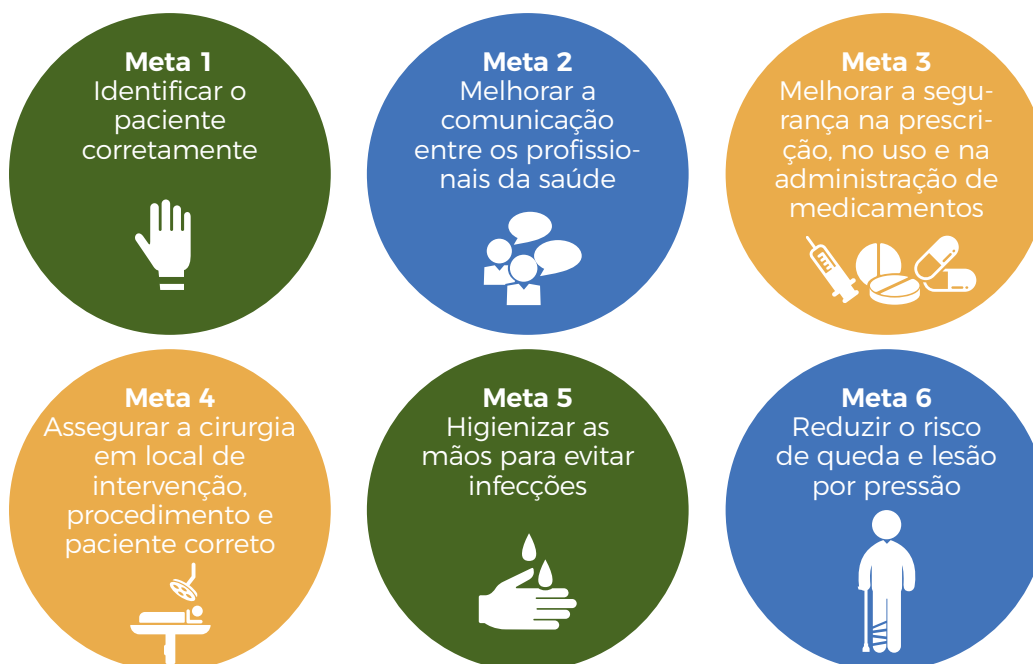 Meta 1
Identificar o
paciente
corretamente
Meta 2
Melhorar a
comunicação
entre os profissio-
nais da saúde
Meta 3
Melhorar a segu-
rança na prescri-
ção, no uso e na
administração de
medicamentos
Meta 4
Assegurar a cirurgia
em local de
intervenção,
procedimento e
paciente correto
Meta 5
Higienizar as
mãos para evitar
infecções
Meta 6
Reduzir o risco
de queda e lesão
por pressão